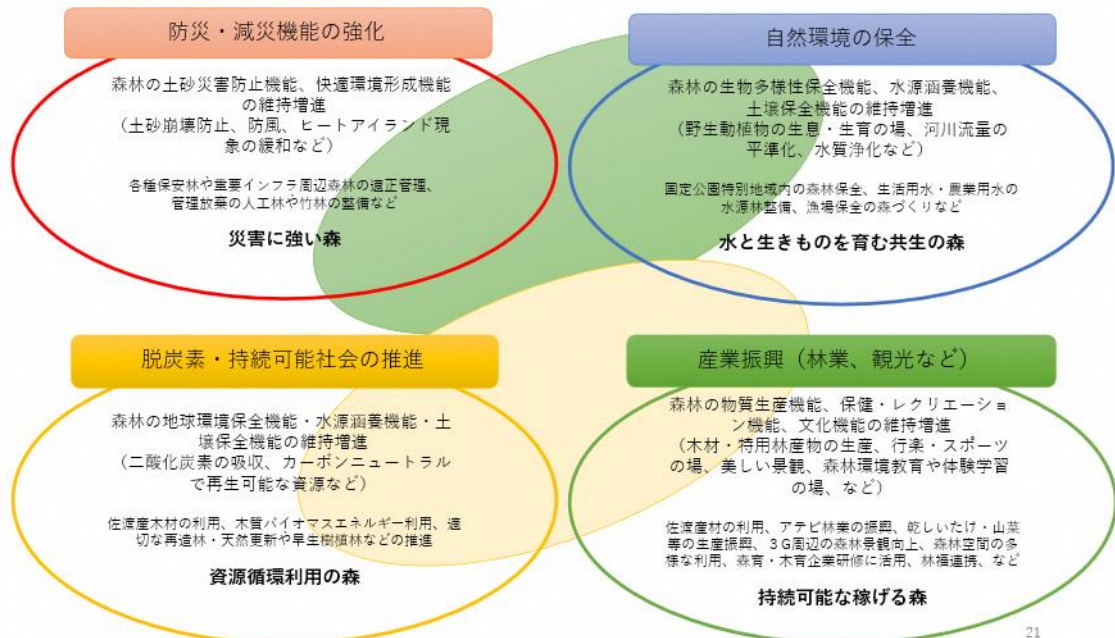 防災・減災機能の強化
森林の土砂災害防止機能、快適環境形成機能
の維持増進
（土砂崩壊防止、防風、ヒートアイランド現
象の緩和など）
各種保安林や重要インフラ周辺森林の適正管理、
管理放棄の人工林や竹林の整備など
災害に強い森
自然環境の保全
森林の生物多様性保全機能、水源涵養機能、
土壌保全機能の維持増進
（野生動植物の生息・生育の場、河川流量の
平準化、水質浄化など）
国定公園特別地域内の森林保全、生活用水・農業用水の
水源林整備、漁場保全の森づくりなど
水と生きものを育む共生の森
脱炭素・持続可能社会の推進
森林の地球環境保全機能・水源涵養機能・土
壌保全機能の維持増進
（二酸化炭素の吸収、カーボンニュートラル
で再生可能な資源など）
佐渡産木材の利用、木質バイオマスエネルギー利用、適
切な再造林・天然更新や早生樹植林などの推進
資源循環利用の森
産業振興（林業、観光など）
森林の物質生産機能、保健・レクリエーショ
ン機能、文化機能の維持増進
（木材・特用林産物の生産、行楽・スポーツ
の場、美しい景観、森林環境教育や体験学習
の場、など）
佐渡産材の利用、アテビ林業の振興、乾しいたけ・山菜
等の生産振興、３Ｇ周辺の森林景観向上、森林空間の多
様な利用、森育・木育企業研修に活用、林福連携、など
持続可能な稼げる森
21